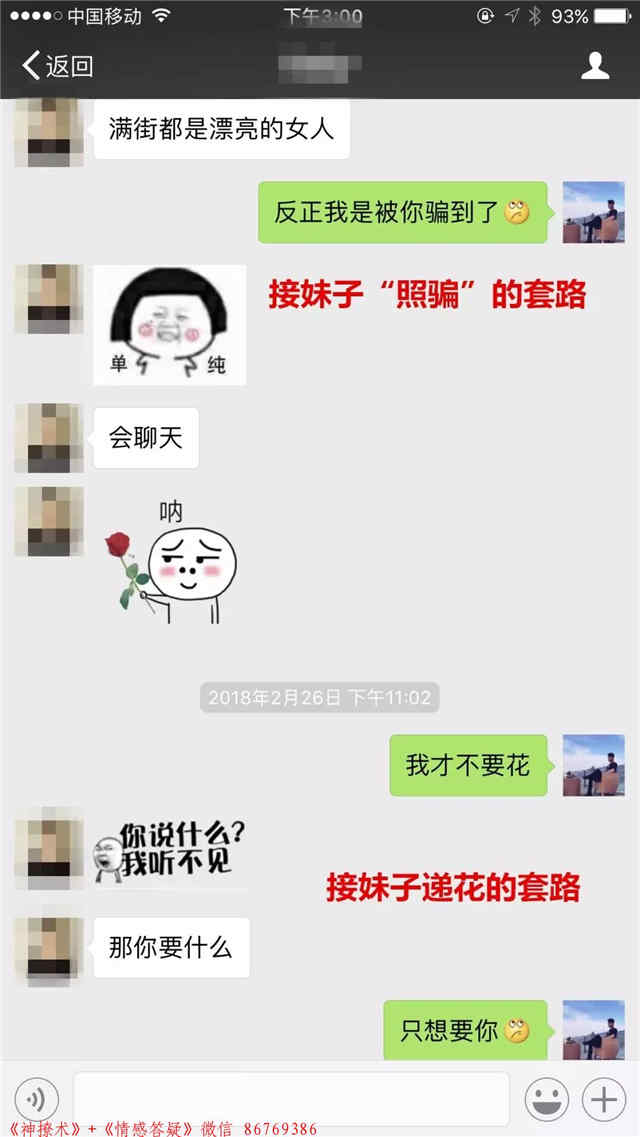 中国移动
下午3:00
93%
返回
满街都是漂亮的女人
反正我是被你骗到了
接妹子“照骗”的套路
单 纯
会聊天
呐
2018年2月26日 下午11:02
我才不要花
你说什么?
我听不见
接妹子递花的套路
那你要什么
只想要你
《神撩术》+《情感答疑》微信 86769386